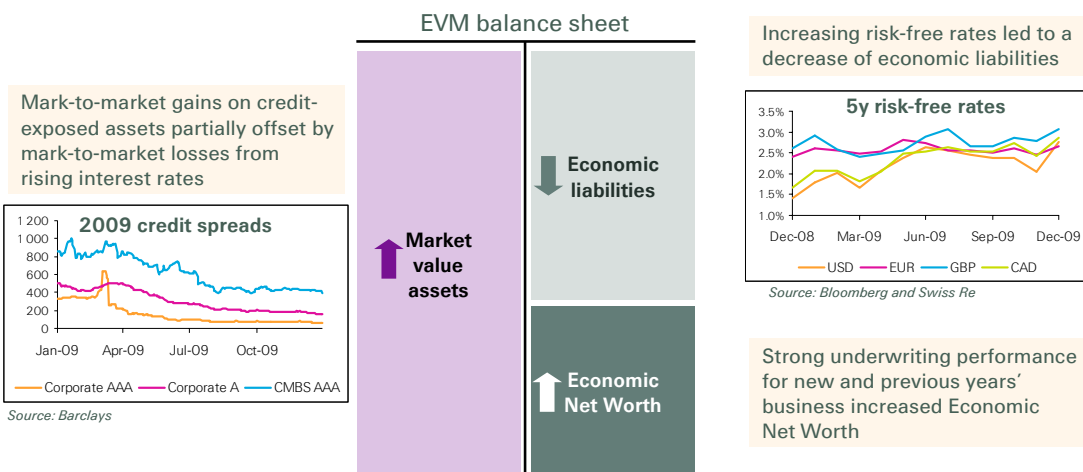 EVM balance sheet
Mark-to-market gains on credit-
exposed assets partially offset by
mark-to-market losses from
rising interest rates
2009 credit spreads
1 200
1 000
800
600
400
200
0
Jan-09 Apr-09 Jul-09 Oct-09
Corporate AAA Corporate A CMBS AAA
Source: Barclays
Market
value
assets
Economic
liabilities
Economic
Net Worth
Increasing risk-free rates led to a
decrease of economic liabilities
5y risk-free rates
3.5%
3.0%
2.5%
2.0%
1.5%
1.0%
Dec-08 Mar-09 Jun-09 Sep-09 Dec-09
USD EUR GBP CAD
Source: Bloomberg and Swiss Re
Strong underwriting performance
for new and previous years’
business increased Economic
Net Worth